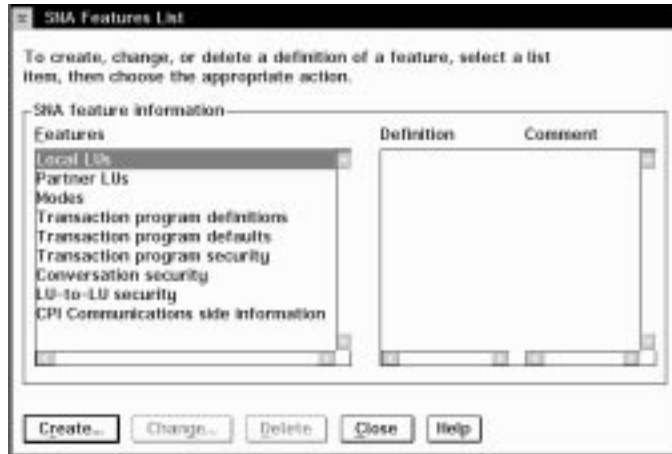 SNA Features List
To create, change, or delete a definition of a feature, select a list
item, then choose the appropriate action.
SNA feature information
Features
Definition Comment
Local LUs
Partner LUs
Modes
Transaction program definitions
Transaction program defaults
Transaction program security
Conversation security
LU-to-LU security
CPI Communications side information
Create... Change... Delete Close Help